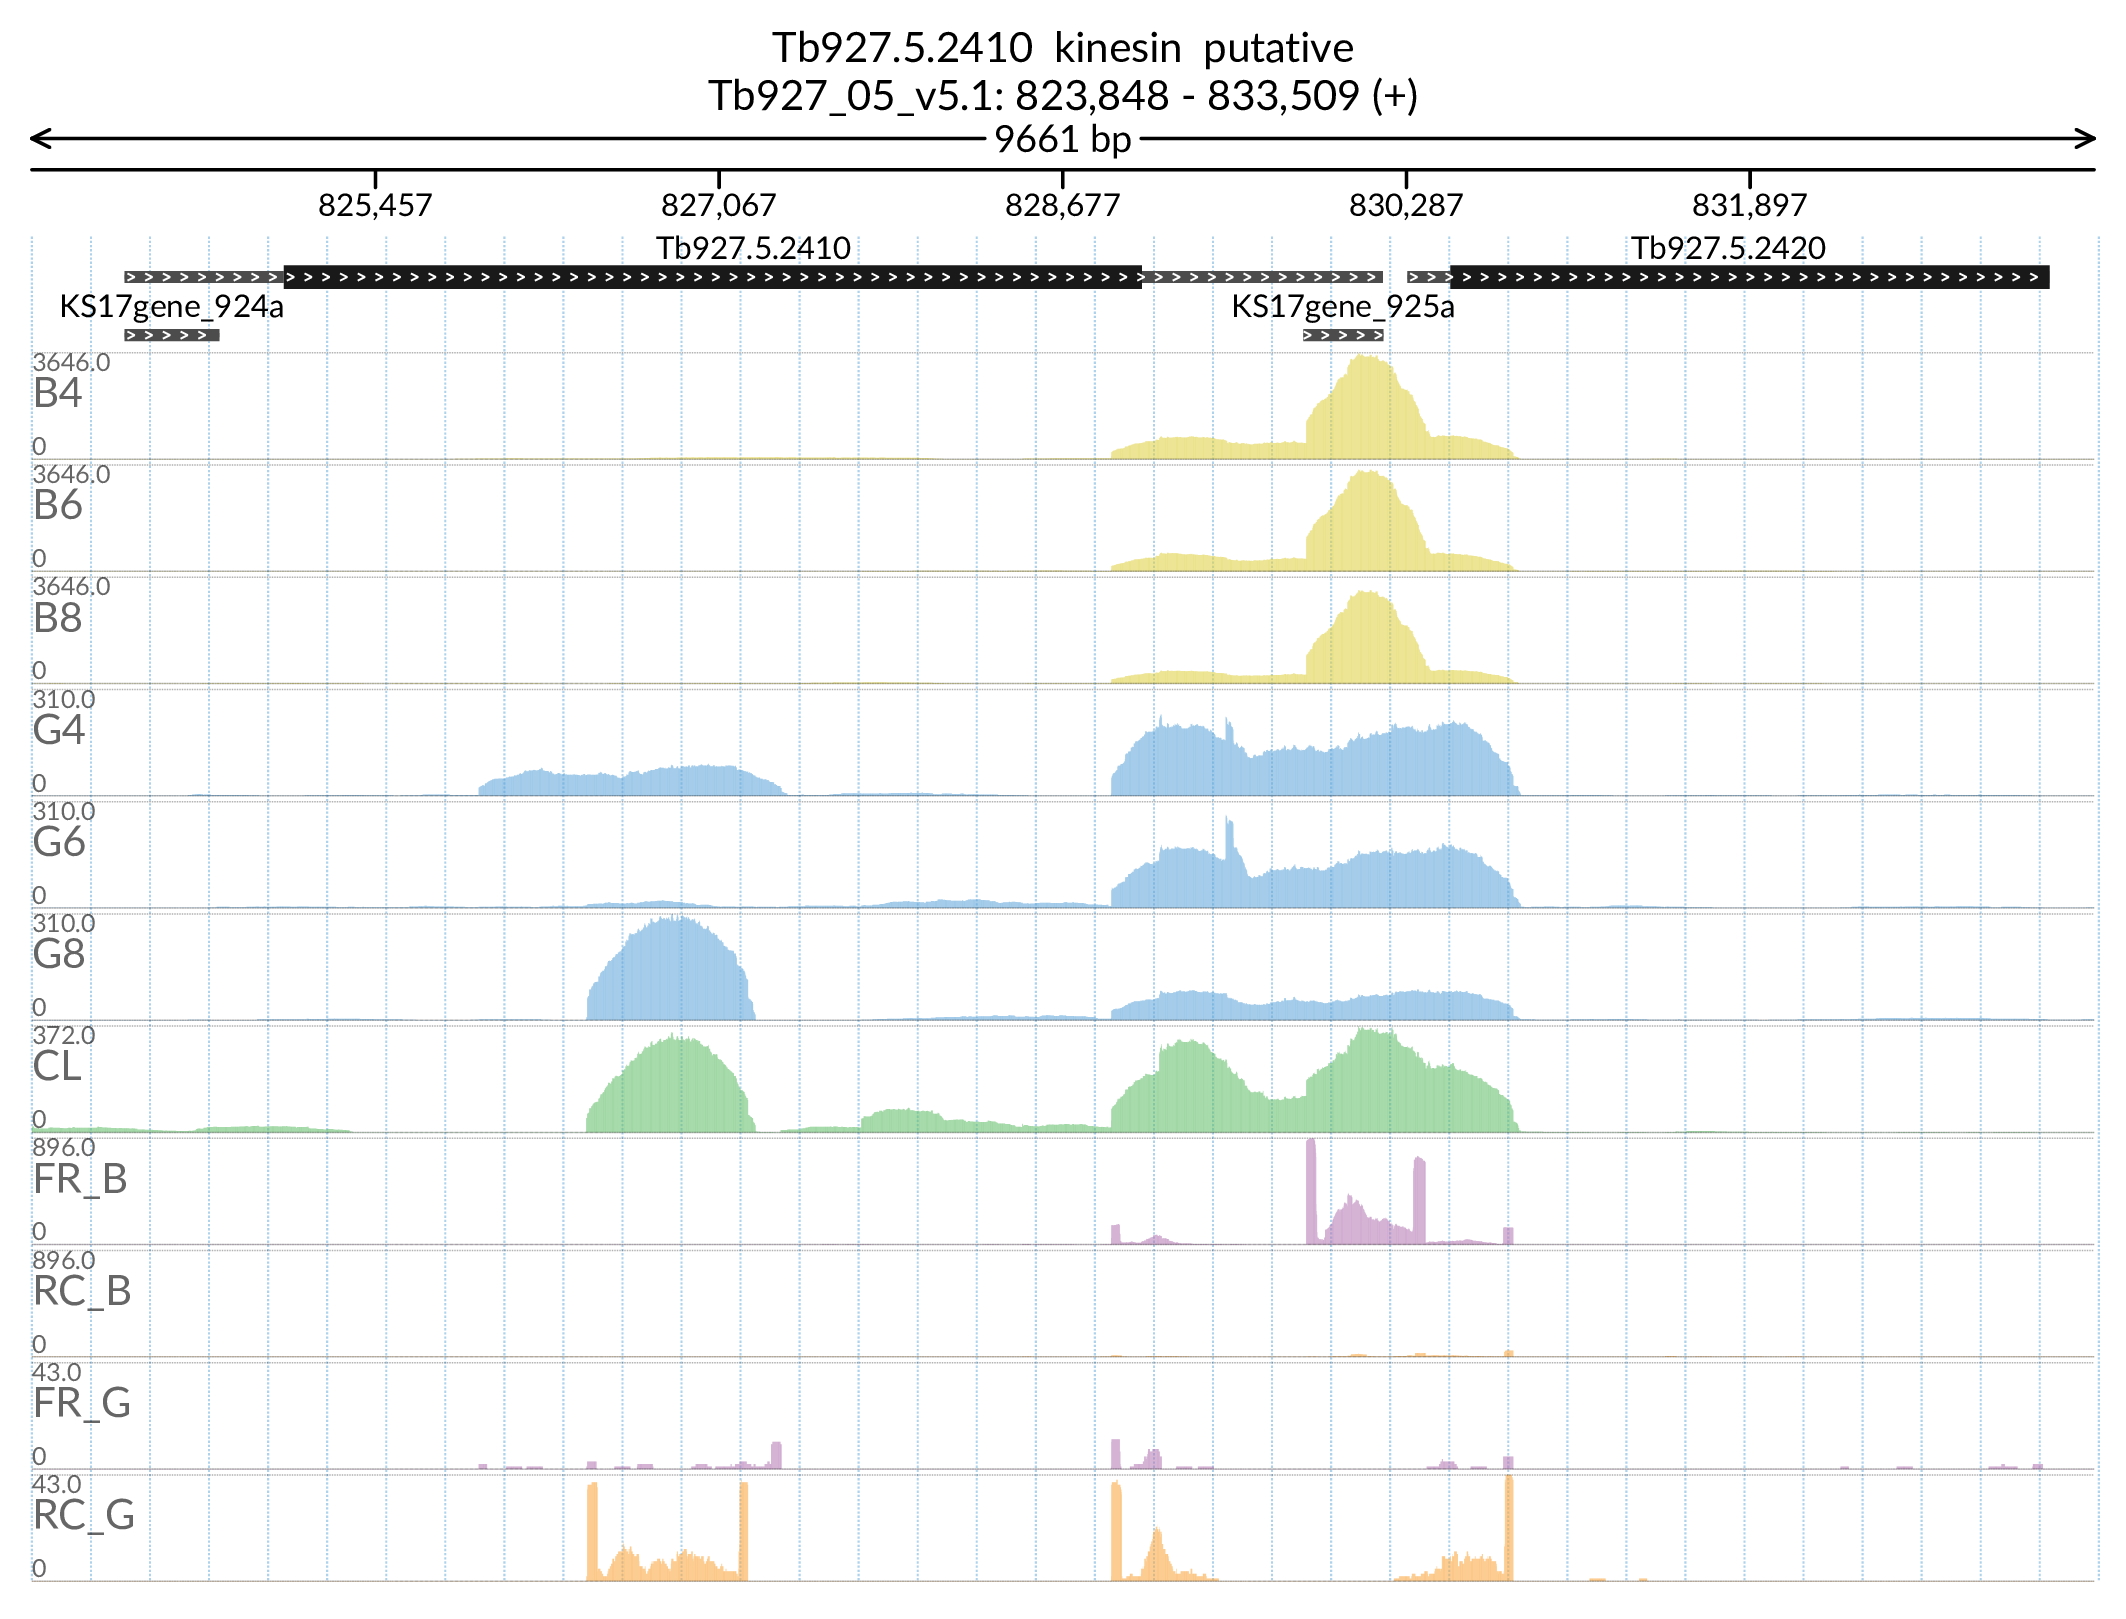 Tb927.5.2410 kinesin putative
Tb927_05_v5.1: 823,848 - 833,509 (+)
9661 bp
825,457 827,067 828,677 830,287 831,897
Tb927.5.2410 Tb927.5.2420
KS17gene_924a KS17gene_925a
3646.0
B4
0
3646.0
B6
0
3646.0
B8
0
310.0
G4
0
310.0
G6
0
310.0
G8
0
372.0
CL
0
896.0
FR_B
0
896.0
RC_B
0
43.0
FR_G
0
43.0
RC_G
0